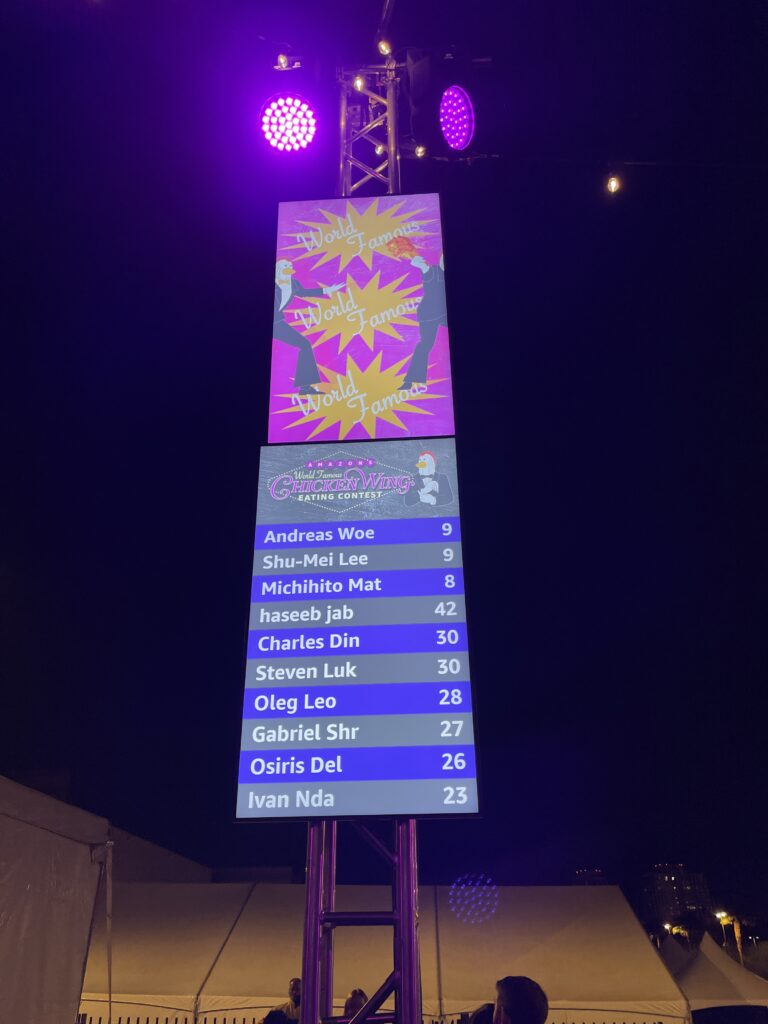 World
Famous
World
Famous
World
Famous
AMAZON'S
World Famous
CHICKEN WING
EATING CONTEST
Andreas Woe 9
Shu-Mei Lee 9
Michihito Mat 8
haseeb jab 42
Charles Din 30
Steven Luk 30
Oleg Leo 28
Gabriel Shr 27
Osiris Del 26
Ivan Nda 23